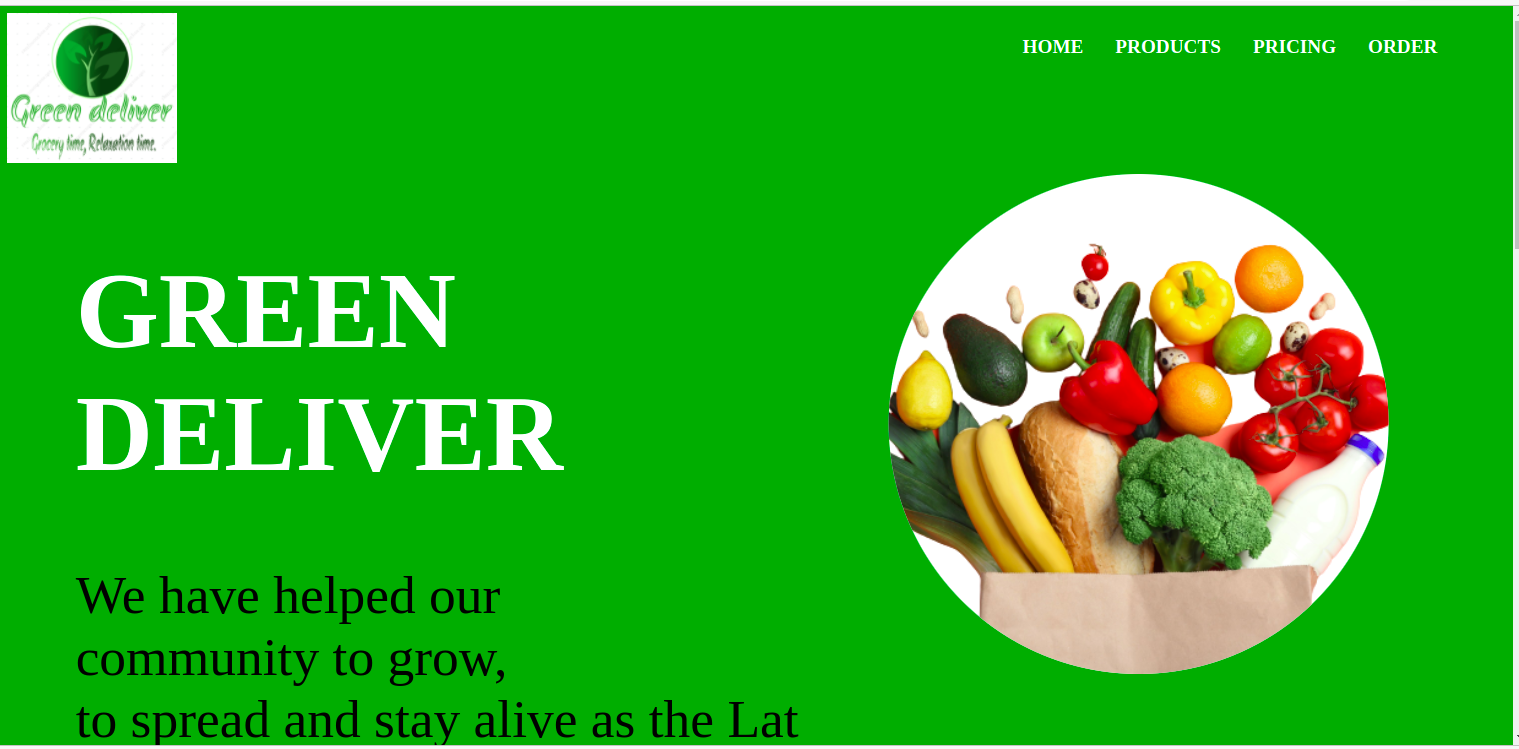 Green deliver
Grocery time, Relaxation time.
HOME PRODUCTS PRICING ORDER
GREEN
DELIVER
We have helped our
community to grow,
to spread and stay alive as the Lat